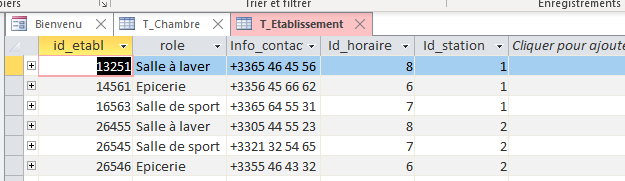 piers
Trier et filtrer
Enregistrements
Bienvenu
T_Chambre
T_Etablissement
id_etabl role Info_contac Id_horaire Id_station Cliquer pour ajoute
13251 Salle à laver +3365 46 45 56 8 1
14561 Epicerie +3356 45 66 62 6 1
16563 Salle de sport +3365 64 55 31 7 1
26455 Salle à laver +3305 44 55 23 8 2
26545 Salle de sport +3321 32 54 65 7 2
26546 Epicerie +3355 46 43 32 6 2